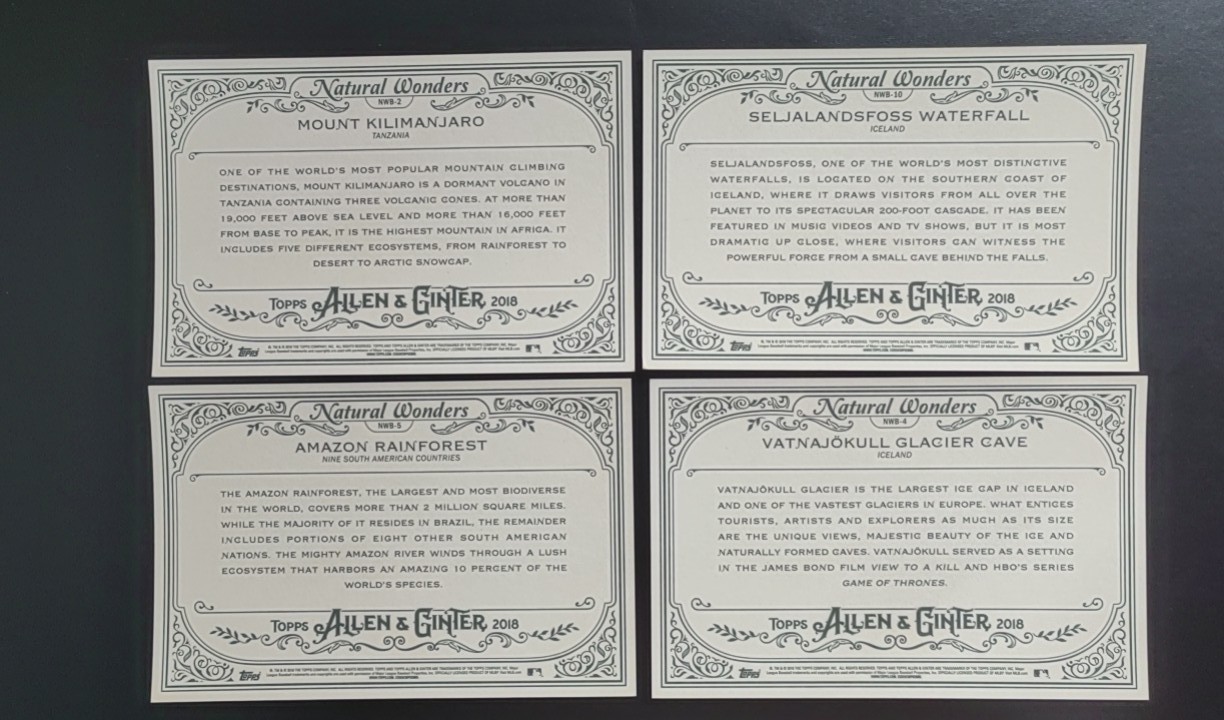 Natural Wonders
NWB-2
MOUNT KILIMANJARO
TANZANIA
ONE OF THE WORLD'S MOST POPULAR MOUNTAIN CLIMBING
DESTINATIONS, MOUNT KILIMANJARO IS A DORMANT VOLCANO IN
TANZANIA CONTAINING THREE VOLCANIC CONES. AT MORE THAN
19,000 FEET ABOVE SEA LEVEL AND MORE THAN 16,000 FEET
FROM BASE TO PEAK, IT IS THE HIGHEST MOUNTAIN IN AFRICA. IT
INCLUDES FIVE DIFFERENT ECOSYSTEMS, FROM RAINFOREST TO
DESERT TO ARCTIC SNOWCAP.
TOPPS ALLEN & GINTER 2018
Topps
Natural Wonders
NWB-10
SELJALANDSFOSS WATERFALL
ICELAND
SELJALANDSFOSS, ONE OF THE WORLD'S MOST DISTINCTIVE
WATERFALLS, IS LOCATED ON THE SOUTHERN COAST OF
ICELAND, WHERE IT DRAWS VISITORS FROM ALL OVER THE
PLANET TO ITS SPECTACULAR 200-FOOT CASCADE. IT HAS BEEN
FEATURED IN MUSIC VIDEOS AND TV SHOWS, BUT IT IS MOST
DRAMATIC UP CLOSE, WHERE VISITORS CAN WITNESS THE
POWERFUL FORCE FROM A SMALL CAVE BEHIND THE FALLS.
TOPPS ALLEN & GINTER 2018
Topps
Natural Wonders
NWB-5
AMAZON RAINFOREST
NINE SOUTH AMERICAN COUNTRIES
THE AMAZON RAINFOREST, THE LARGEST AND MOST BIODIVERSE
IN THE WORLD, COVERS MORE THAN 2 MILLION SQUARE MILES.
WHILE THE MAJORITY OF IT RESIDES IN BRAZIL, THE REMAINDER
INCLUDES PORTIONS OF EIGHT OTHER SOUTH AMERICAN
NATIONS. THE MIGHTY AMAZON RIVER WINDS THROUGH A LUSH
ECOSYSTEM THAT HARBORS AN AMAZING 10 PERCENT OF THE
WORLD'S SPECIES.
TOPPS ALLEN & GINTER 2018
Topps
Natural Wonders
NWB-4
VATNAJÖKULL GLACIER CAVE
ICELAND
VATNAJÖKULL GLACIER IS THE LARGEST ICE CAP IN ICELAND
AND ONE OF THE VASTEST GLACIERS IN EUROPE. WHAT ENTICES
TOURISTS, ARTISTS AND EXPLORERS AS MUCH AS ITS SIZE
ARE THE UNIQUE VIEWS, MAJESTIC BEAUTY OF THE ICE AND
NATURALLY FORMED CAVES. VATNAJÖKULL SERVED AS A SETTING
IN THE JAMES BOND FILM VIEW TO A KILL AND HBO'S SERIES
GAME OF THRONES.
TOPPS ALLEN & GINTER 2018
Topps